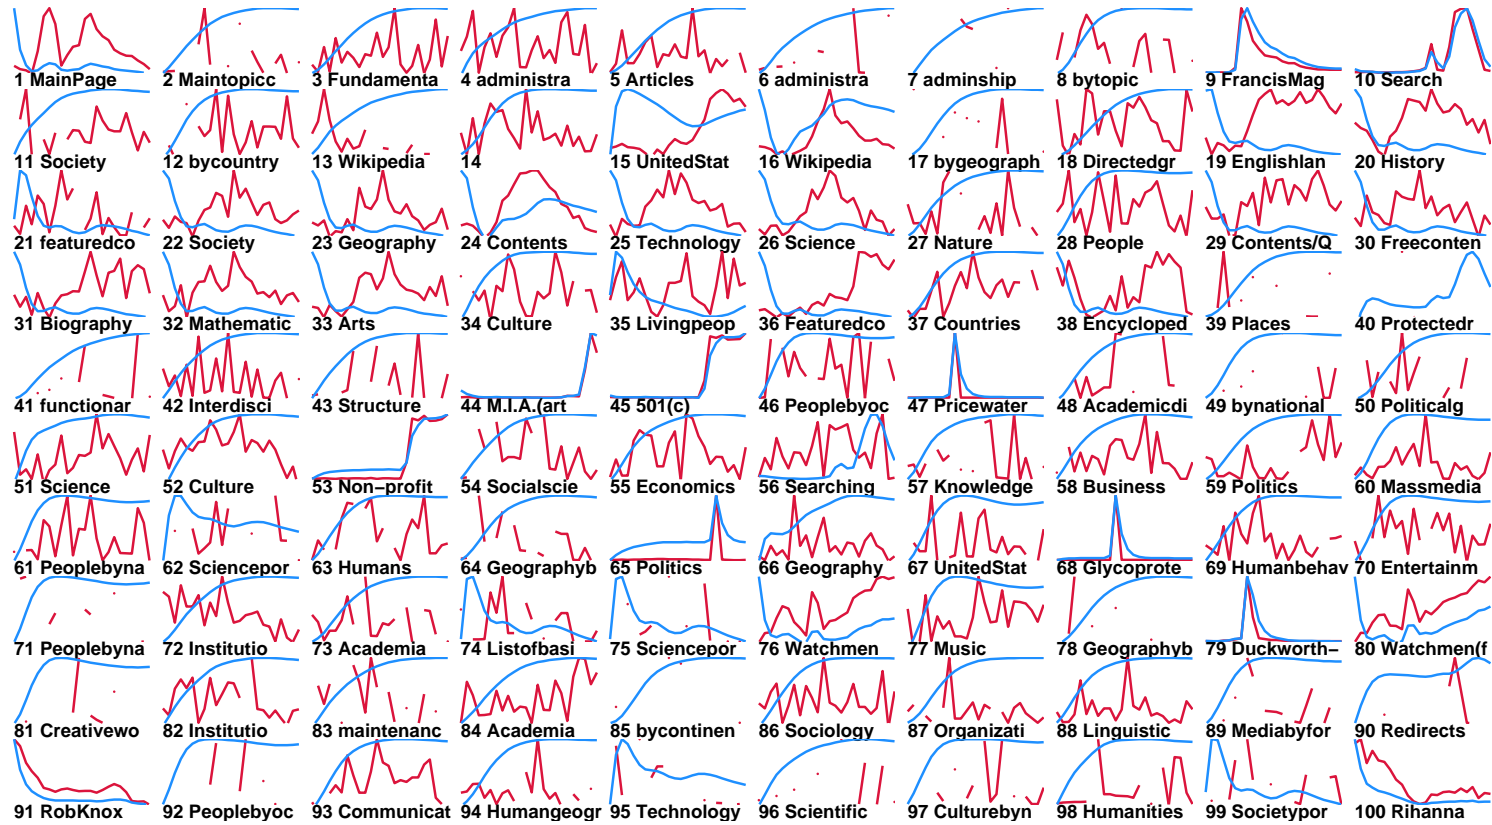 1 MainPage 2 Maintopicc 3 Fundamenta 4 administra 5 Articles 6 administra 7 adminship 8 bytopic 9 FrancisMag 10 Search
11 Society 12 bycountry 13 Wikipedia 14 15 UnitedStat 16 Wikipedia 17 bygeograph 18 Directedgr 19 Englishlan 20 History
21 featuredco 22 Society 23 Geography 24 Contents 25 Technology 26 Science 27 Nature 28 People 29 Contents/Q 30 Freeconten
31 Biography 32 Mathematic 33 Arts 34 Culture 35 Livingpeop 36 Featuredco 37 Countries 38 Encycloped 39 Places 40 Protectedr
41 functionar 42 Interdisci 43 Structure 44 M.I.A.(art 45 501(c) 46 Peoplebyoc 47 Pricewater 48 Academicdi 49 bynational 50 Politicalg
51 Science 52 Culture 53 Non−profit 54 Socialscie 55 Economics 56 Searching 57 Knowledge 58 Business 59 Politics 60 Massmedia
61 Peoplebyna 62 Sciencepor 63 Humans 64 Geographyb 65 Politics 66 Geography 67 UnitedStat 68 Glycoprote 69 Humanbehav 70 Entertainm
71 Peoplebyna 72 Institutio 73 Academia 74 Listofbasi 75 Sciencepor 76 Watchmen 77 Music 78 Geographyb 79 Duckworth− 80 Watchmen(f
81 Creativewo 82 Institutio 83 maintenanc 84 Academia 85 bycontinen 86 Sociology 87 Organizati 88 Linguistic 89 Mediabyfor 90 Redirects
91 RobKnox 92 Peoplebyoc 93 Communicat 94 Humangeogr 95 Technology 96 Scientific 97 Culturebyn 98 Humanities 99 Societypor 100 Rihanna